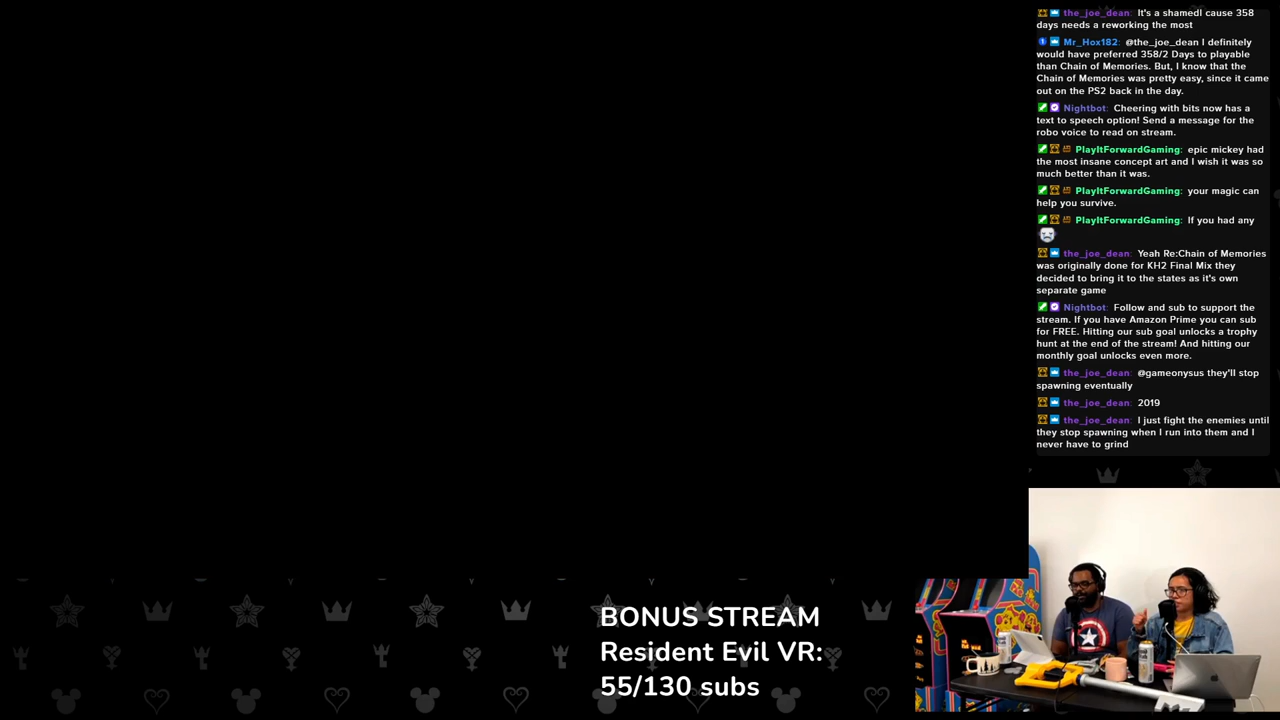 the_joe_dean: It's a shamedl cause 358
days needs a reworking the most
Mr_Hox182: @the_joe_dean I definitely
would have preferred 358/2 Days to playable
than Chain of Memories. But, I know that the
Chain of Memories was pretty easy, since it came
out on the PS2 back in the day.
Nightbot: Cheering with bits now has a
text to speech option! Send a message for the
robo voice to read on stream.
PlayItForwardGaming: epic mickey had
the most insane concept art and I wish it was so
much better than it was.
PlayItForwardGaming: your magic can
help you survive.
PlayItForwardGaming: If you had any
the_joe_dean: Yeah Re:Chain of Memories
was originally done for KH2 Final Mix they
decided to bring it to the states as it's own
separate game
Nightbot: Follow and sub to support the
stream. If you have Amazon Prime you can sub
for FREE. Hitting our sub goal unlocks a trophy
hunt at the end of the stream! And hitting our
monthly goal unlocks even more.
the_joe_dean: @gameonysus they'll stop
spawning eventually
the_joe_dean: 2019
the_joe_dean: I just fight the enemies until
they stop spawning when I run into them and I
never have to grind
BONUS STREAM
Resident Evil VR:
55/130 subs